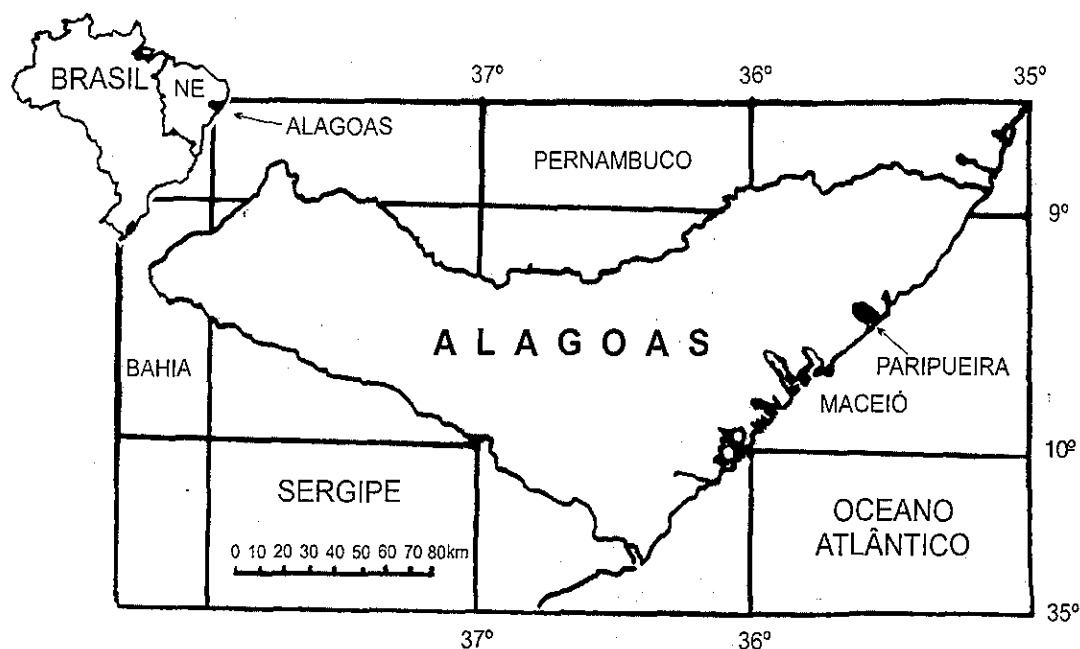 37º
36º
35º
BRASIL
NE
ALAGOAS
PERNAMBUCO
9º
ALAGOAS
BAHIA
PARIPUEIRA
MACEIÓ
10º
SERGIPE
0 10 20 30 40 50 60 70 80km
OCEANO
ATLÂNTICO
35º
37º
36º